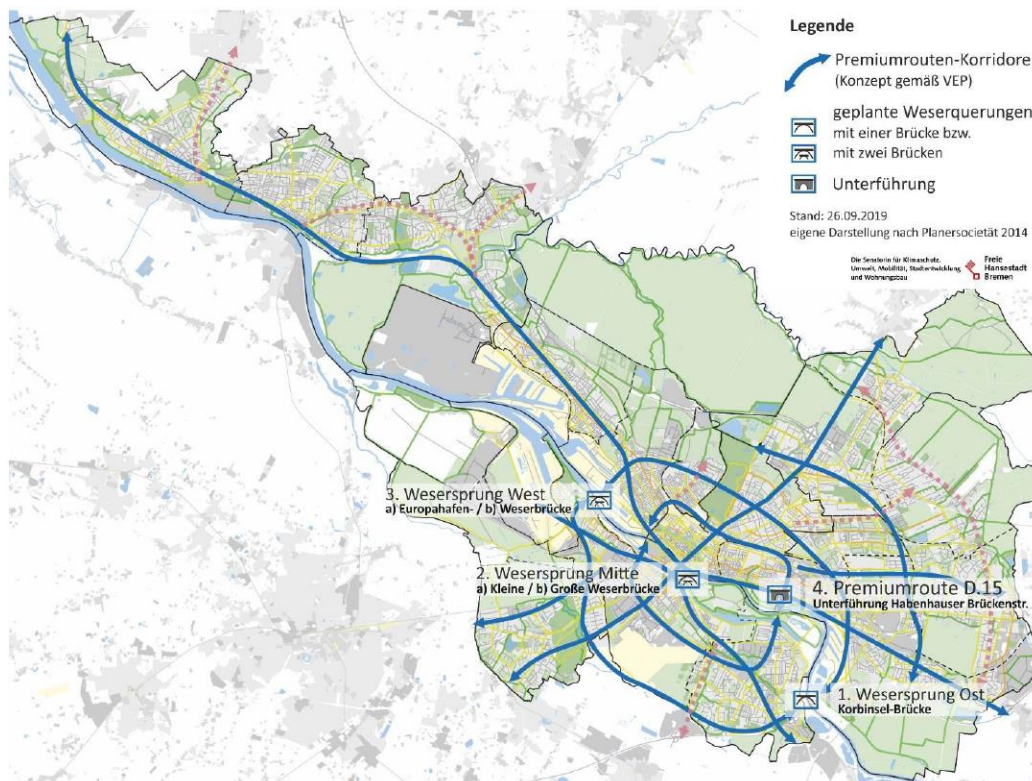 Legende
Premiumrouten-Korridore
(Konzept gemäß VEP)
geplante Weserquerungen
mit einer Brücke bzw.
mit zwei Brücken
Unterführung
Stand: 26.09.2019
eigene Darstellung nach Planersocietät 2014
Die Senatorin für Klimaschutz,
Umwelt, Mobilität, Stadtentwicklung
und Wohnungsbau
Freie
Hansestadt
Bremen
3. Wesersprung West
a) Europahafen- / b) Weserbrücke
2. Wesersprung Mitte
a) Kleine / b) Große Weserbrücke
4. Premiumroute D.15
Unterführung Habenhauser Brückenstr.
1. Wesersprung Ost
Korbinsel-Brücke